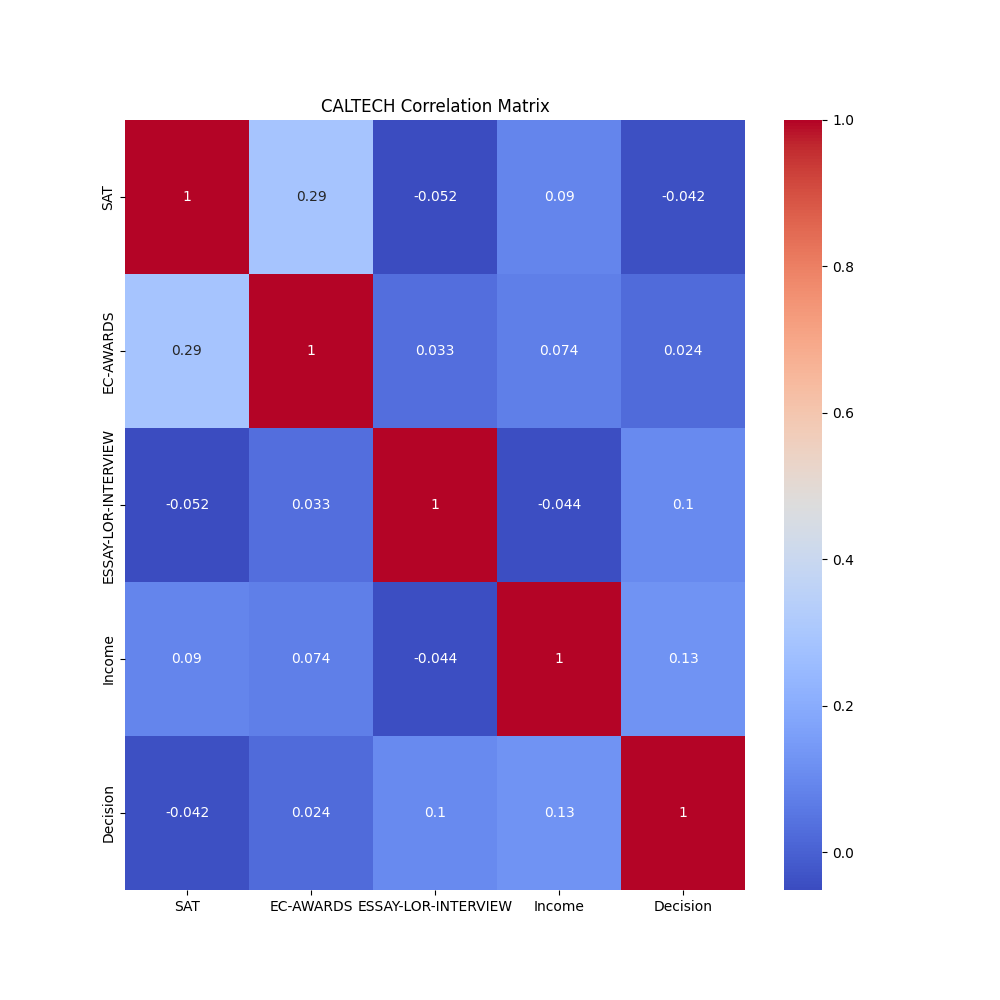 CALTECH Correlation Matrix
SAT 1 0.29 -0.052 0.09 -0.042
EC-AWARDS 0.29 1 0.033 0.074 0.024
ESSAY-LOR-INTERVIEW -0.052 0.033 1 -0.044 0.1
Income 0.09 0.074 -0.044 1 0.13
Decision -0.042 0.024 0.1 0.13 1
SAT EC-AWARDS ESSAY-LOR-INTERVIEW Income Decision
1.0
0.8
0.6
0.4
0.2
0.0